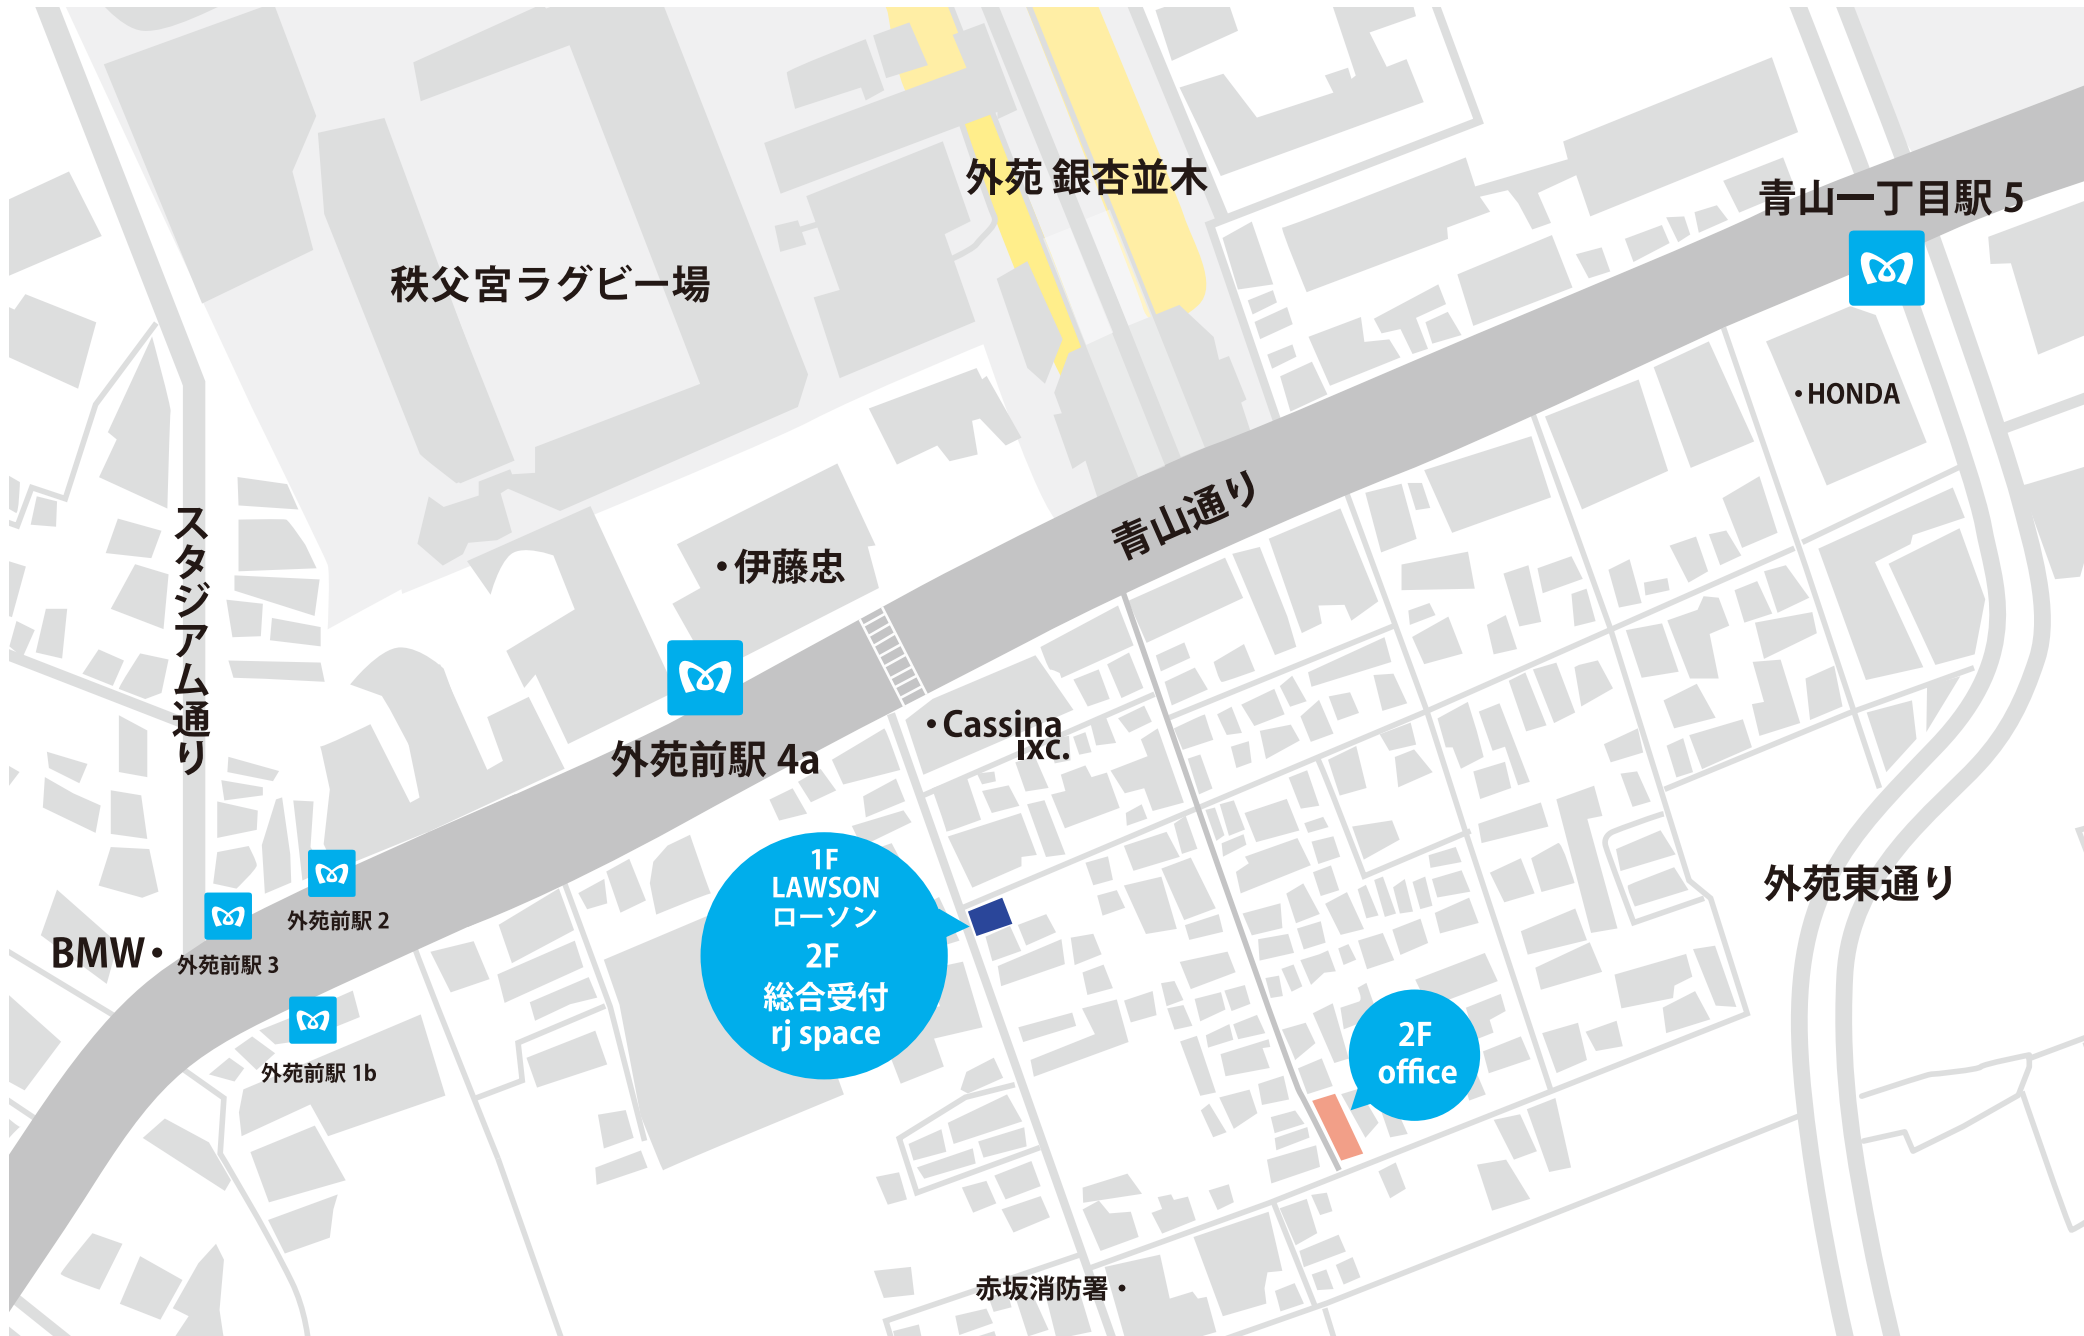 外苑 銀杏並木
青山一丁目駅 5
秩父宮ラグビー場
・HONDA
青山通り
スタジアム通り
・伊藤忠
・Cassina
IXC.
外苑前駅 4a
1F
LAWSON
ローソン
2F
総合受付
rj space
外苑東通り
外苑前駅 2
BMW・
外苑前駅 3
外苑前駅 1b
2F
office
赤坂消防署・